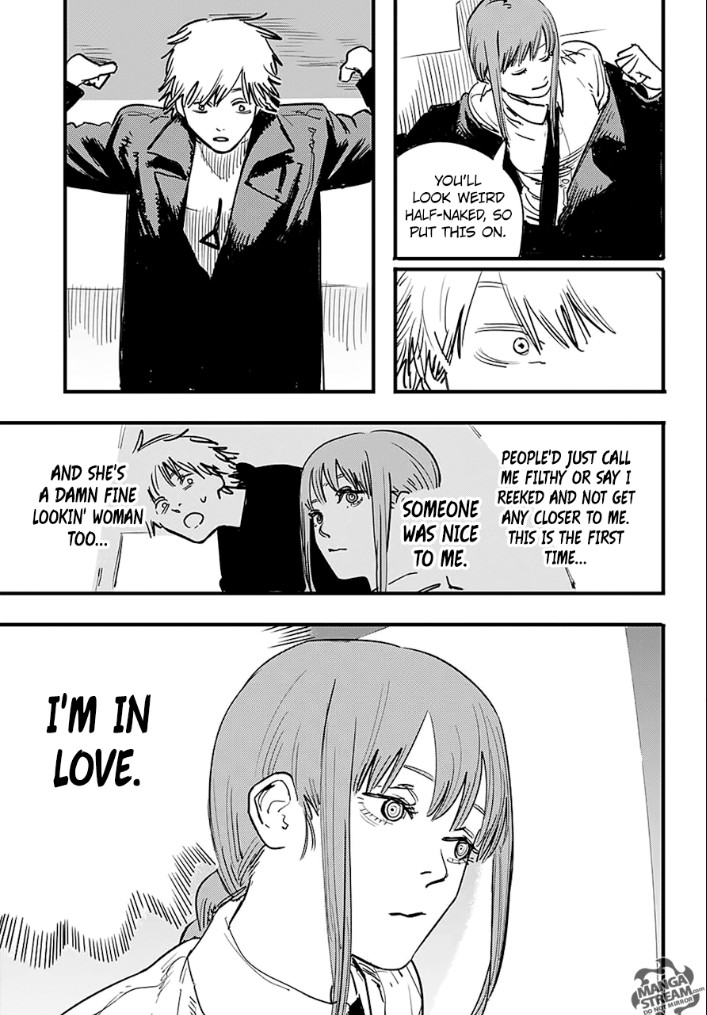 YOU'LL
LOOK WEIRD
HALF-NAKED, SO
PUT THIS ON.
PEOPLE'D JUST CALL
ME FILTHY OR SAY I
REEKED AND NOT GET
ANY CLOSER TO ME.
THIS IS THE FIRST
TIME...
SOMEONE
WAS NICE
TO ME.
AND SHE'S
A DAMN FINE
LOOKIN' WOMAN
TOO...
I'M IN
LOVE.
MANGA
STREAM.com
DO NOT MIRROR